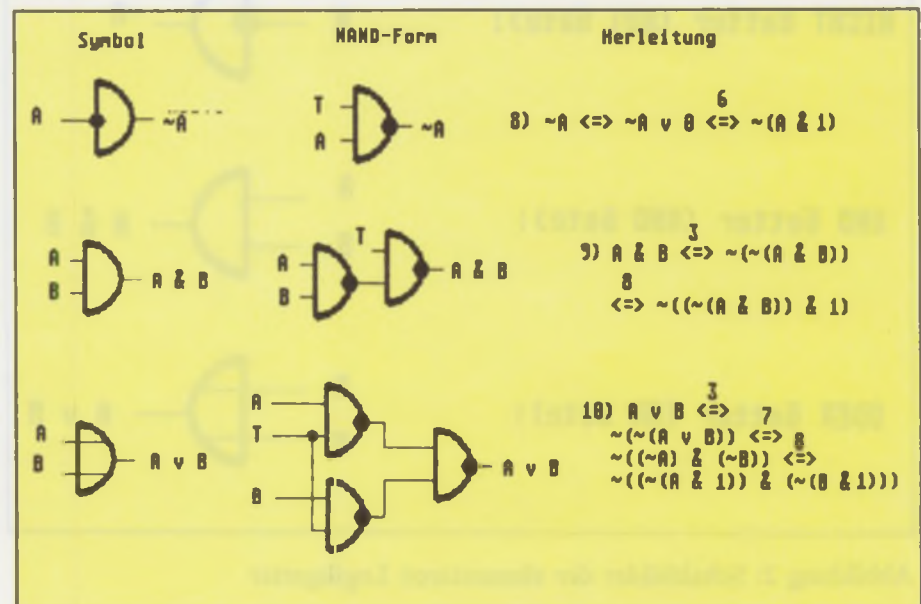 Symbol NAND-Form Herleitung
A ~A
T
A ~A
6
8) ~A <=> ~A v 0 <=> ~(A & 1)
A
B A & B
T
A
B A & B
3
9) A & B <=> ~(~(A & B))
8
<=> ~((~(A & B)) & 1)
A
B A v B
A
T
B A v B
3
10) A v B <=>
7
~(~(A v B)) <=>
8
~((~A) & (~B)) <=>
~((~(A & 1)) & (~(B &1)))